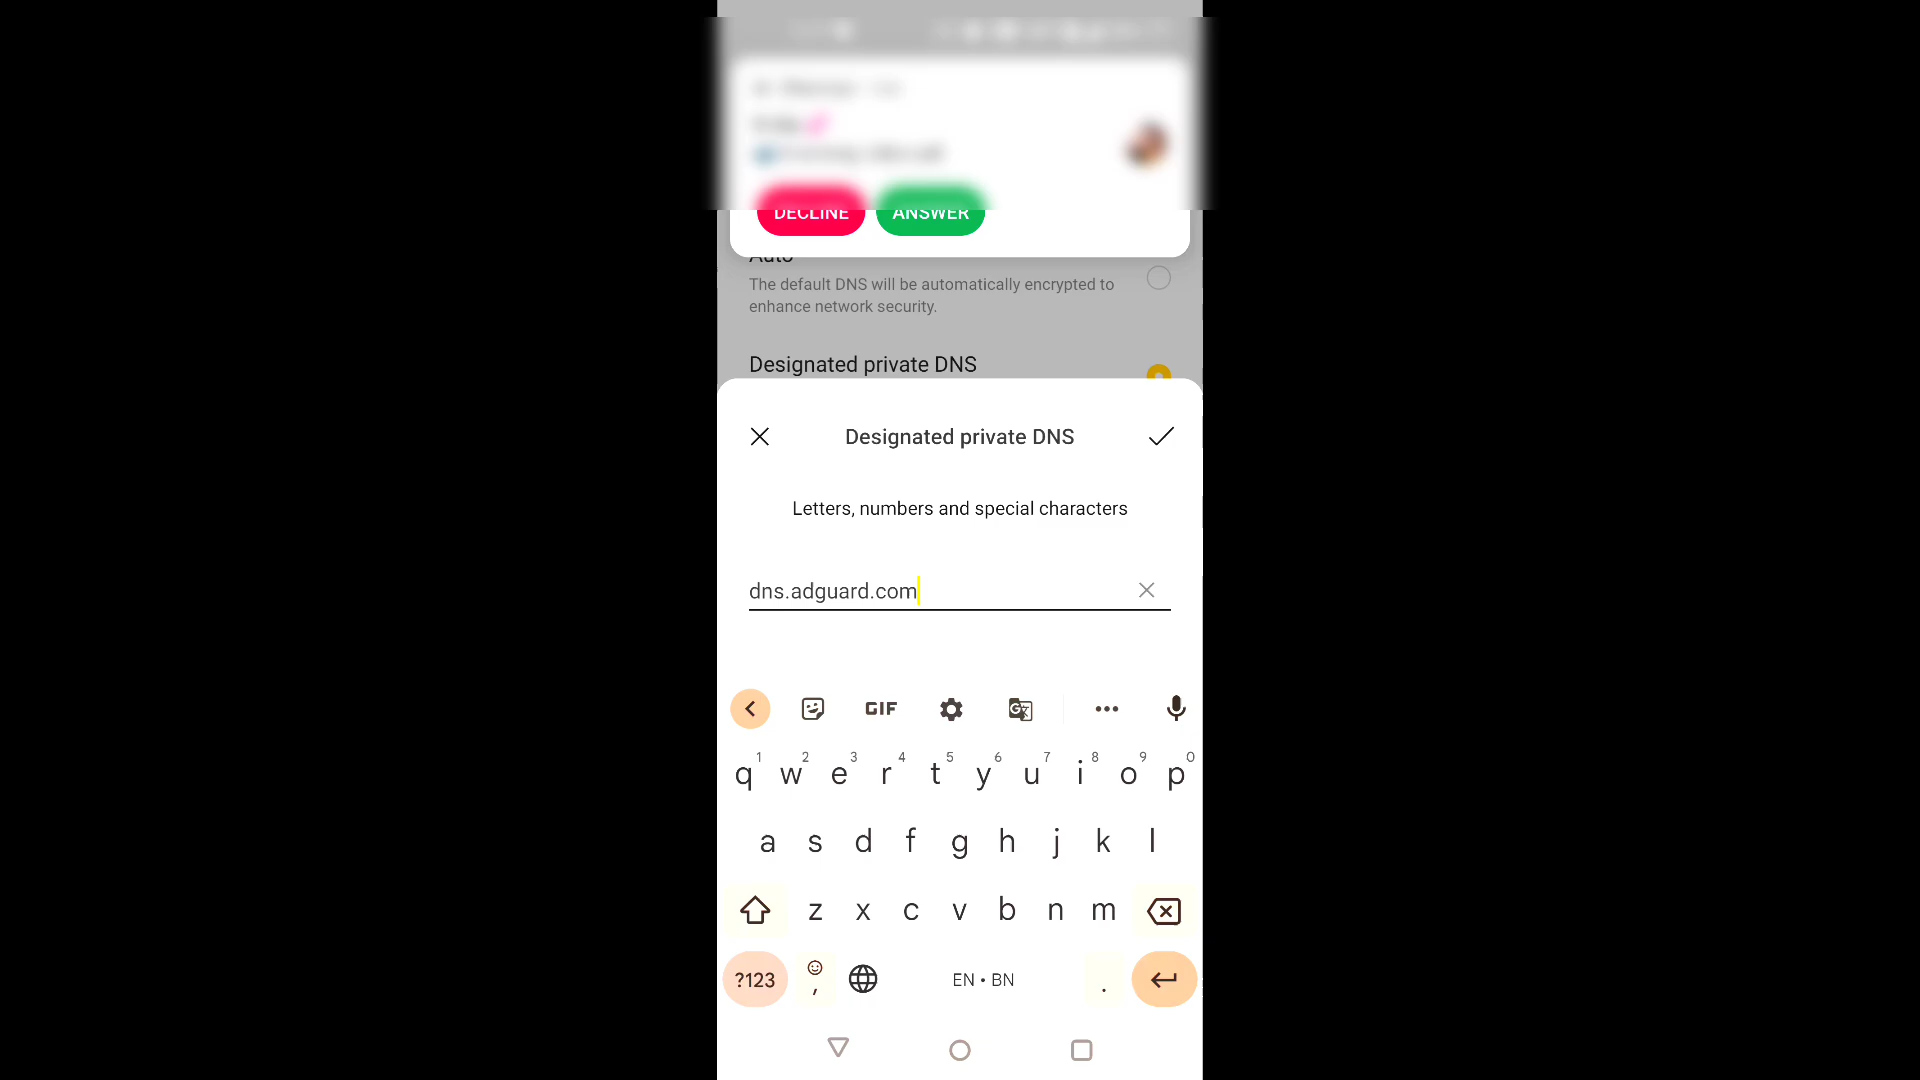 DECLINE ANSWER
Auto
The default DNS will be automatically encrypted to
enhance network security.
Designated private DNS
Designated private DNS
Letters, numbers and special characters
dns.adguard.com
GIF
1 2 3 4 5 6 7 8 9 0
q w e r t y u i o p
a s d f g h j k l
z x c v b n m
?123 , EN • BN .